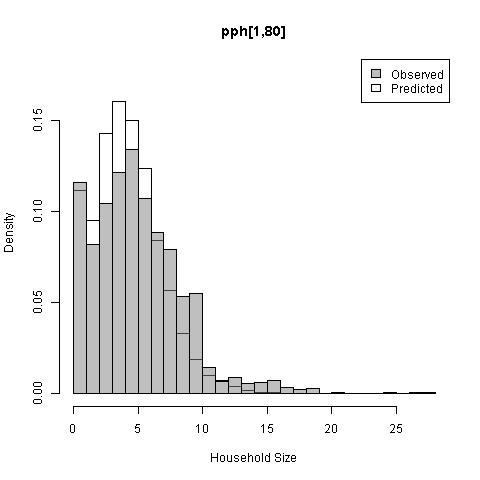 pph[1,80]
Observed
Predicted
0.15
0.10
0.05
0.00
Density
0 5 10 15 20 25
Household Size